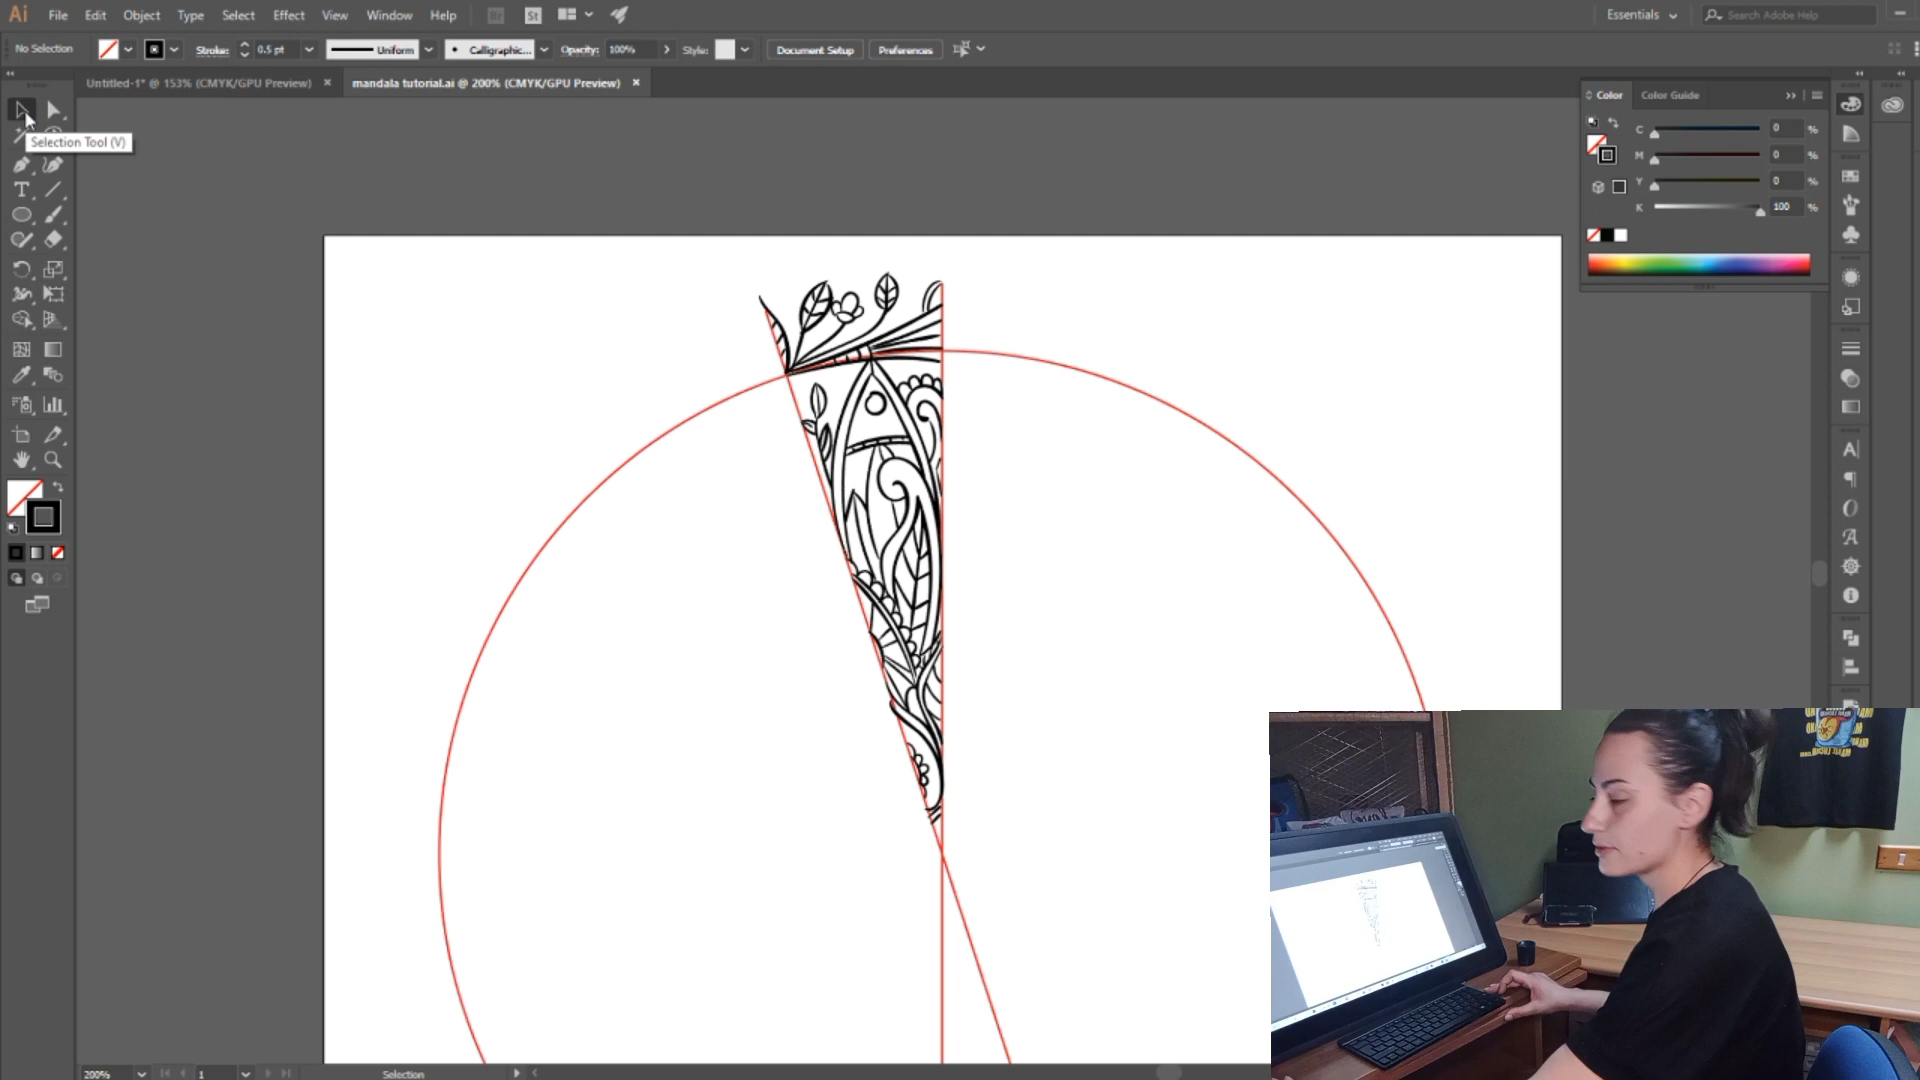 Ai File Edit Object Type Select Effect View Window Help Br St Essentials Search Adobe Help
No Selection Stroke: 0.5 pt Uniform Calligraphic... Opacity: 100% Style: Document Setup Preferences
Untitled-1* @ 153% (CMYK/GPU Preview) × mandala tutorial.ai @ 200% (CMYK/GPU Preview) ×
Color Color Guide
C 0 %
M 0 %
Y 0 %
K 100 %
Selection Tool (V)
200% 1 Selection